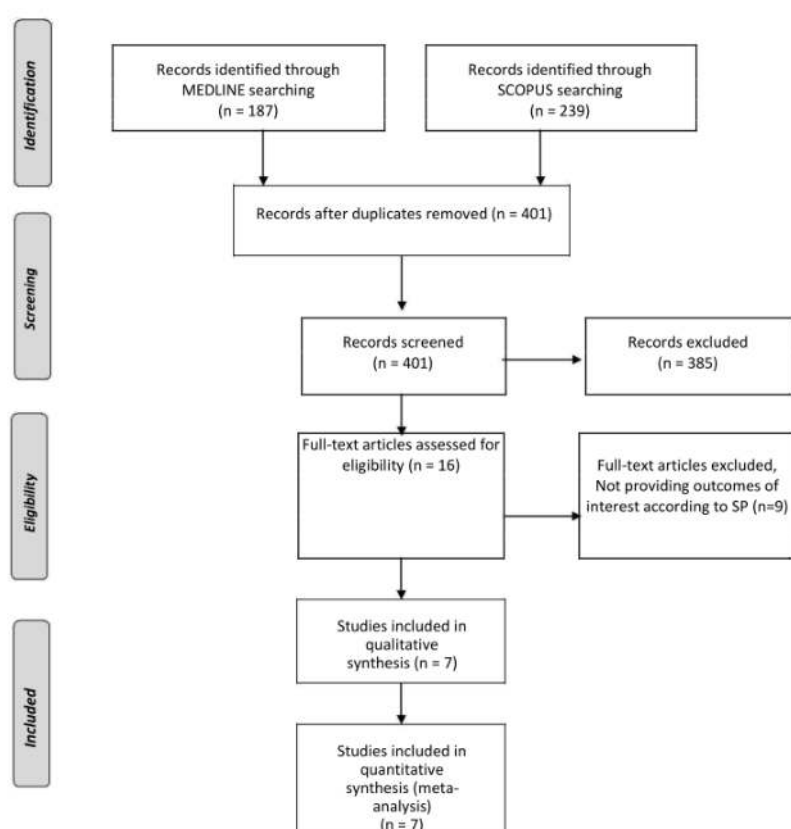 Identification
Records identified through
MEDLINE searching
(n = 187)
Records identified through
SCOPUS searching
(n = 239)
Records after duplicates removed (n = 401)
Screening
Records screened
(n = 401)
Records excluded
(n = 385)
Eligibility
Full-text articles assessed for
eligibility (n = 16)
Full-text articles excluded,
Not providing outcomes of
interest according to SP (n=9)
Studies included in
qualitative
synthesis (n = 7)
Included
Studies included in
quantitative
synthesis (meta-
analysis)
(n = 7)